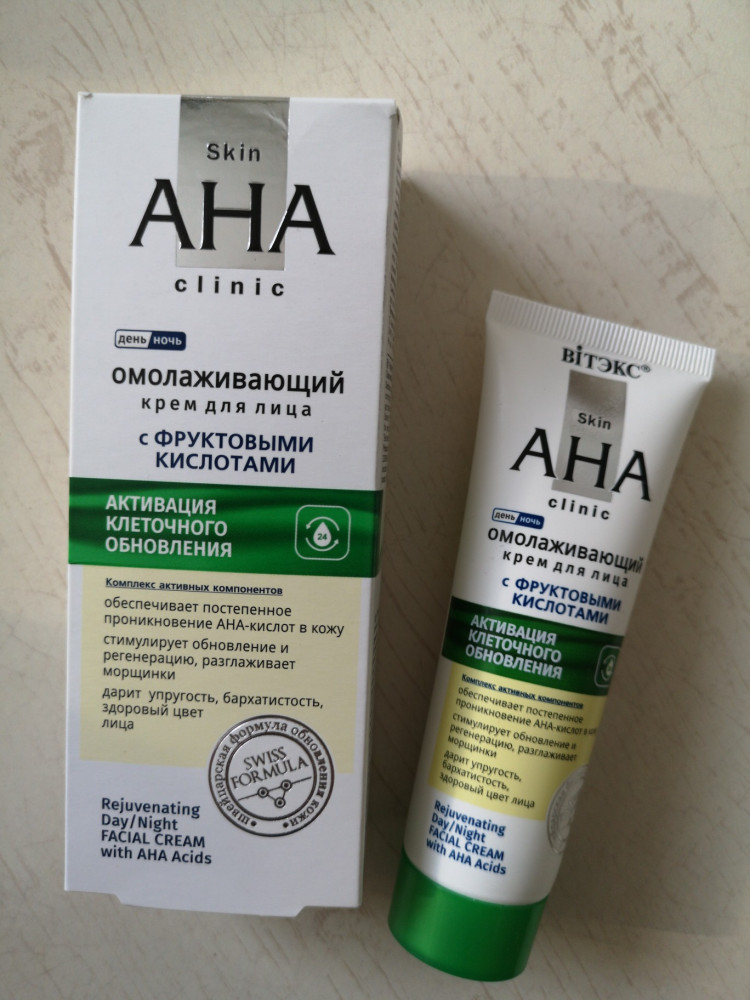 Skin
AHA
clinic
день ночь
омолаживающий
крем для лица
с ФРУКТОВЫМИ
КИСЛОТАМИ
АКТИВАЦИЯ
КЛЕТОЧНОГО
ОБНОВЛЕНИЯ
24
Комплекс активных компонентов
обеспечивает постепенное
проникновение АНА-кислот в кожу
стимулирует обновление и
регенерацию, разглаживает
морщинки
дарит упругость, бархатистость,
здоровый цвет
лица
швейцарская формула обновления кожи
SWISS
FORMULA
Rejuvenating
Day/Night
FACIAL CREAM
with AHA Acids
ВІТЭКС®
Skin
AHA
clinic
день ночь
омолаживающий
крем для лица
с ФРУКТОВЫМИ
КИСЛОТАМИ
АКТИВАЦИЯ
КЛЕТОЧНОГО
ОБНОВЛЕНИЯ
Комплекс активных компонентов
обеспечивает постепенное
проникновение АНА-кислот в кожу
стимулирует обновление и
регенерацию, разглаживает
морщинки
дарит упругость,
бархатистость,
здоровый цвет лица
Rejuvenating
Day/Night
FACIAL CREAM
with AHA Acids